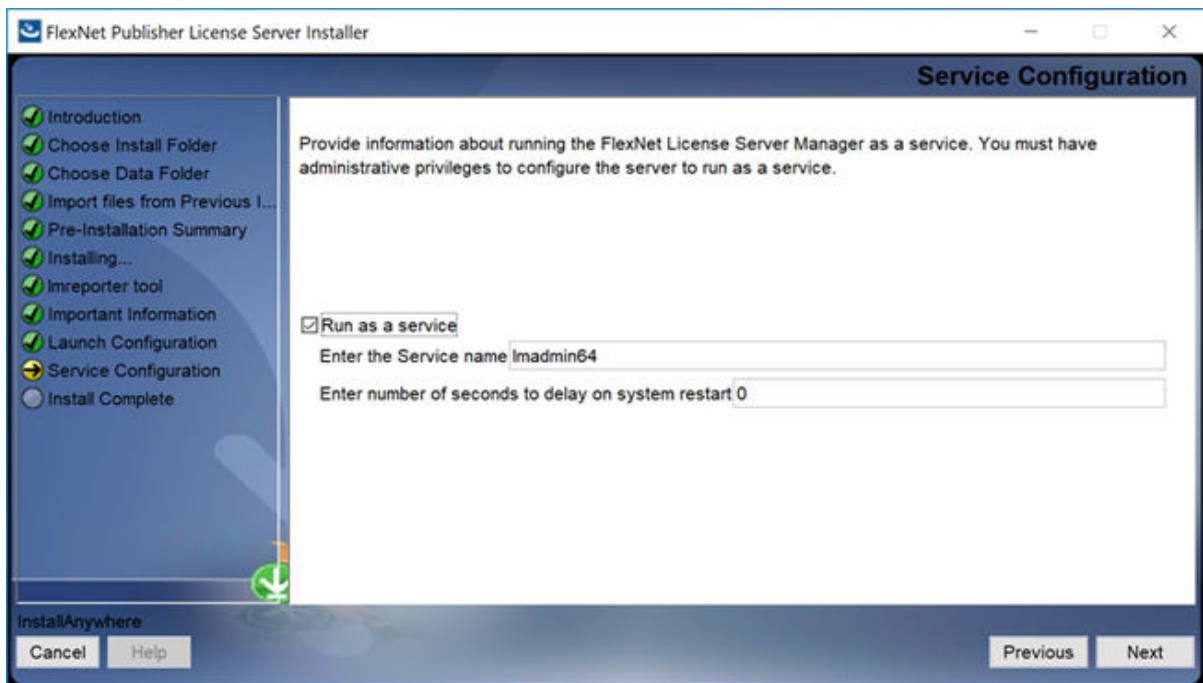 FlexNet Publisher License Server Installer
Service Configuration
Introduction
Choose Install Folder
Choose Data Folder
Import files from Previous I...
Pre-Installation Summary
Installing...
lmreporter tool
Important Information
Launch Configuration
Service Configuration
Install Complete
Provide information about running the FlexNet License Server Manager as a service. You must have
administrative privileges to configure the server to run as a service.
Run as a service
Enter the Service name lmadmin64
Enter number of seconds to delay on system restart 0
InstallAnywhere
Cancel Help Previous Next